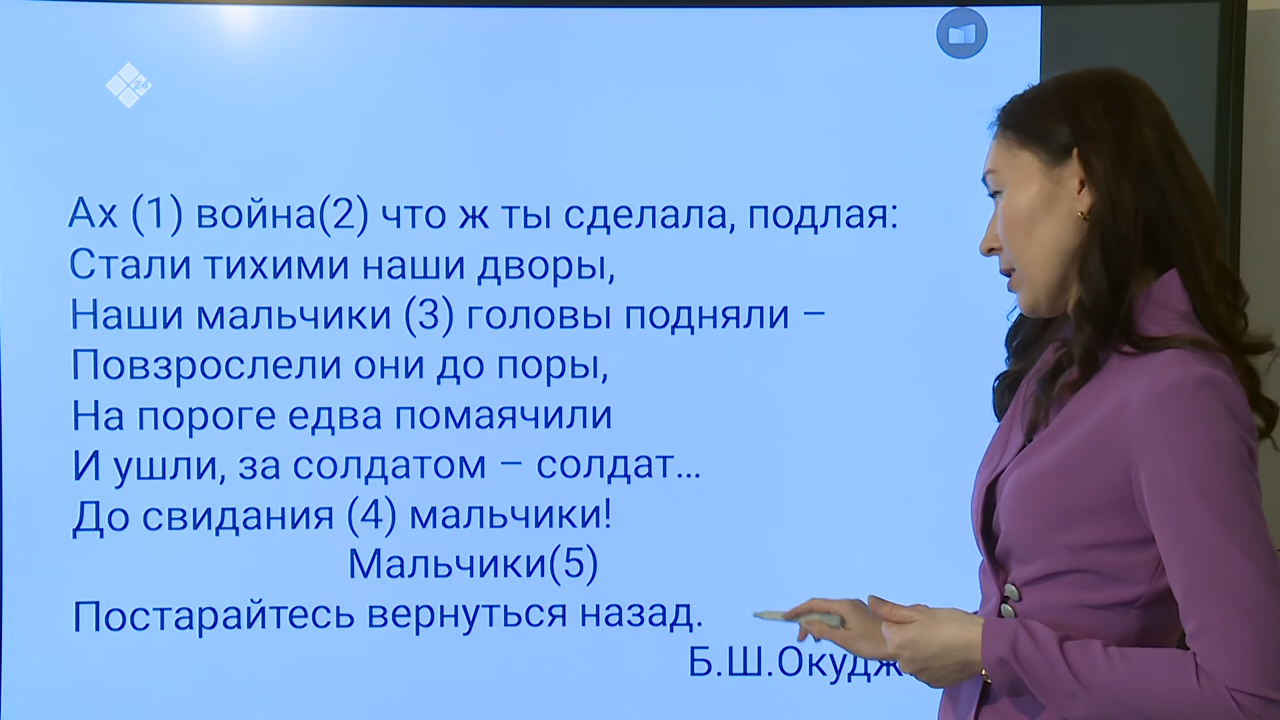 24
Ах (1) война(2) что ж ты сделала, подлая:
Стали тихими наши дворы,
Наши мальчики (3) головы подняли –
Повзрослели они до поры,
На пороге едва помаячили
И ушли, за солдатом – солдат...
До свидания (4) мальчики!
Мальчики(5)
Постарайтесь вернуться назад.
Б.Ш.Окудж